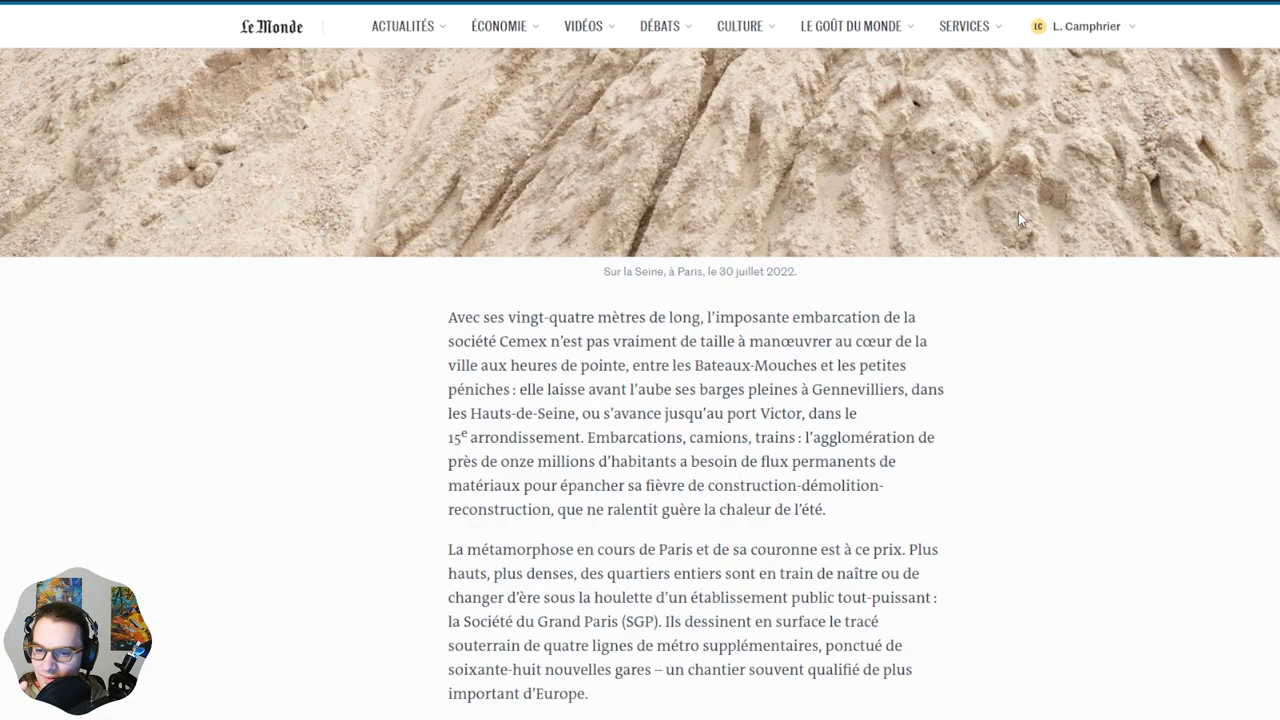 Le Monde
ACTUALITÉS
ÉCONOMIE
VIDÉOS
DÉBATS
CULTURE
LE GOÛT DU MONDE
SERVICES
LC L. Camphrier
Sur la Seine, à Paris, le 30 juillet 2022.
Avec ses vingt-quatre mètres de long, l’imposante embarcation de la
société Cemex n’est pas vraiment de taille à manœuvrer au cœur de la
ville aux heures de pointe, entre les Bateaux-Mouches et les petites
péniches : elle laisse avant l’aube ses barges pleines à Gennevilliers, dans
les Hauts-de-Seine, ou s’avance jusqu’au port Victor, dans le
15e arrondissement. Embarcations, camions, trains : l’agglomération de
près de onze millions d’habitants a besoin de flux permanents de
matériaux pour épancher sa fièvre de construction-démolition-
reconstruction, que ne ralentit guère la chaleur de l’été.
La métamorphose en cours de Paris et de sa couronne est à ce prix. Plus
hauts, plus denses, des quartiers entiers sont en train de naître ou de
changer d’ère sous la houlette d’un établissement public tout-puissant :
la Société du Grand Paris (SGP). Ils dessinent en surface le tracé
souterrain de quatre lignes de métro supplémentaires, ponctué de
soixante-huit nouvelles gares – un chantier souvent qualifié de plus
important d’Europe.